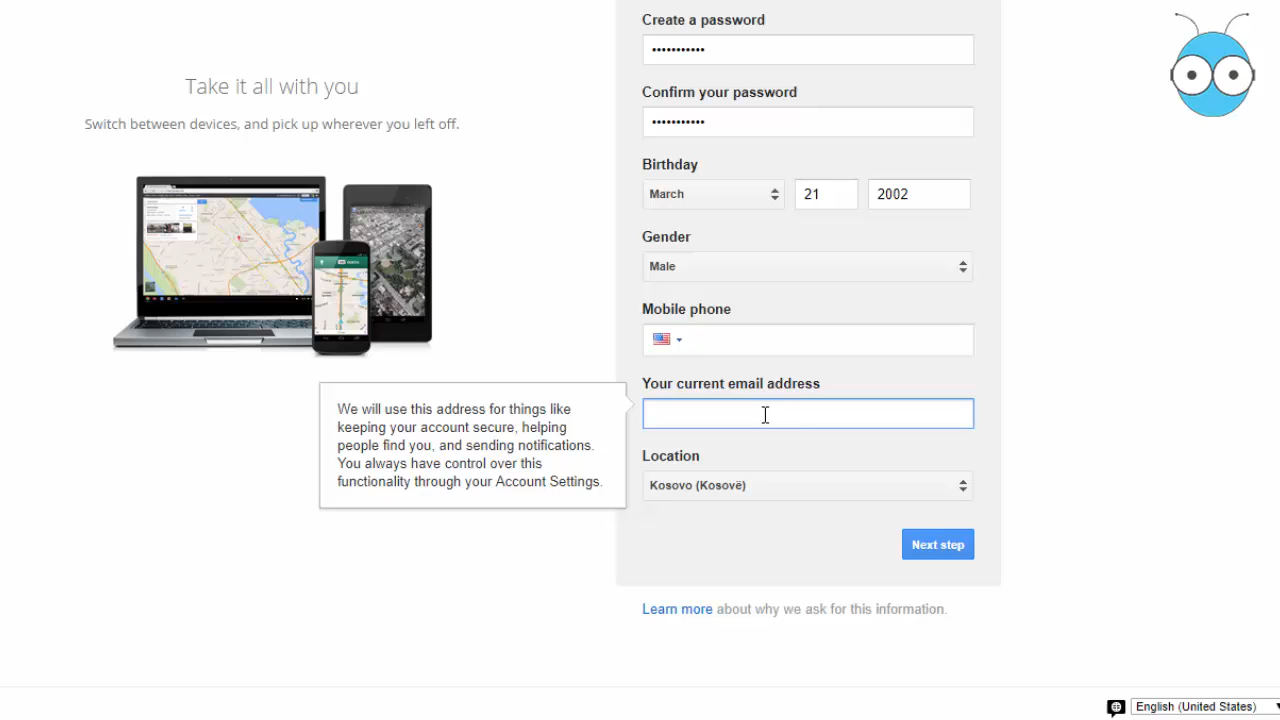 Take it all with you
Switch between devices, and pick up wherever you left off.
Create a password
•••••••••••
Confirm your password
•••••••••••
Birthday
March 21 2002
Gender
Male
Mobile phone
Your current email address
We will use this address for things like
keeping your account secure, helping
people find you, and sending notifications.
You always have control over this
functionality through your Account Settings.
Location
Kosovo (Kosovë)
Next step
Learn more about why we ask for this information.
English (United States)